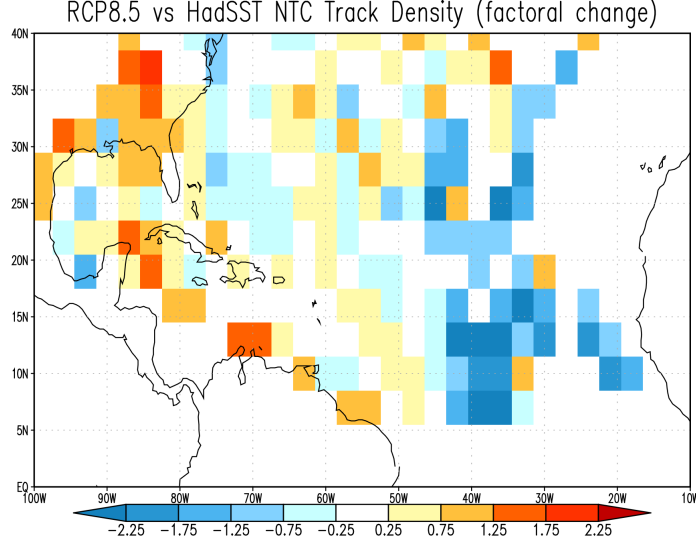 RCP8.5 vs HadSST NTC Track Density (factoral change)
40N
35N
30N
25N
20N
15N
10N
5N
EQ
100W 90W 80W 70W 60W 50W 40W 30W 20W 10W
−2.25 −1.75 −1.25 −0.75 −0.25 0.25 0.75 1.25 1.75 2.25